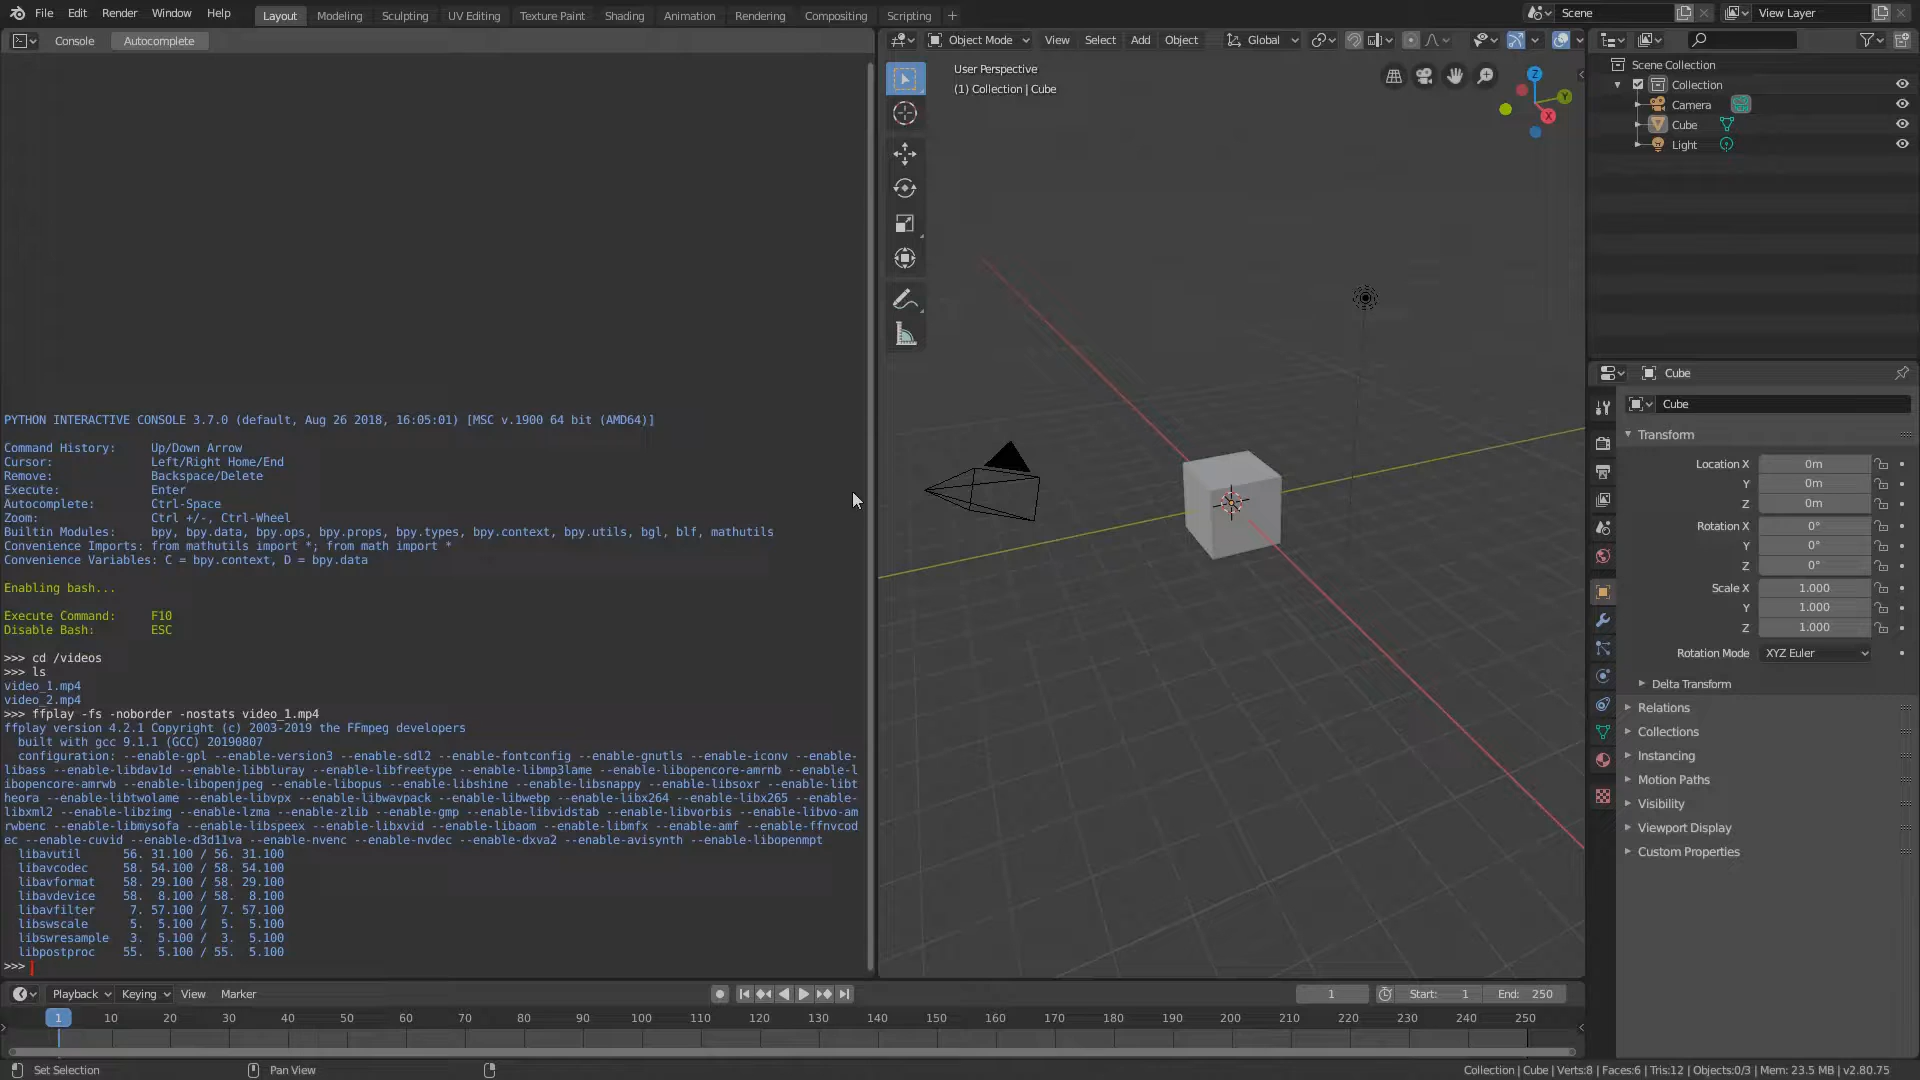 File Edit Render Window Help
Layout Modeling Sculpting UV Editing Texture Paint Shading Animation Rendering Compositing Scripting +
Scene
View Layer
Console Autocomplete
PYTHON INTERACTIVE CONSOLE 3.7.0 (default, Aug 26 2018, 16:05:01) [MSC v.1900 64 bit (AMD64)]
Command History: Up/Down Arrow
Cursor: Left/Right Home/End
Remove: Backspace/Delete
Execute: Enter
Autocomplete: Ctrl-Space
Zoom: Ctrl +/-, Ctrl-Wheel
Builtin Modules: bpy, bpy.data, bpy.ops, bpy.props, bpy.types, bpy.context, bpy.utils, bgl, blf, mathutils
Convenience Imports: from mathutils import *; from math import *
Convenience Variables: C = bpy.context, D = bpy.data
Enabling bash...
Execute Command: F10
Disable Bash: ESC
>>> cd /videos
>>> ls
video_1.mp4
video_2.mp4
>>> ffplay -fs -noborder -nostats video_1.mp4
ffplay version 4.2.1 Copyright (c) 2003-2019 the FFmpeg developers
built with gcc 9.1.1 (GCC) 20190807
configuration: --enable-gpl --enable-version3 --enable-sdl2 --enable-fontconfig --enable-gnutls --enable-iconv --enable-
libass --enable-libdav1d --enable-libbluray --enable-libfreetype --enable-libmp3lame --enable-libopencore-amrnb --enable-l
ibopencore-amrwb --enable-libopenjpeg --enable-libopus --enable-libshine --enable-libsnappy --enable-libsoxr --enable-libt
heora --enable-libtwolame --enable-libvpx --enable-libwavpack --enable-libwebp --enable-libx264 --enable-libx265 --enable-
libxml2 --enable-libzimg --enable-lzma --enable-zlib --enable-gmp --enable-libvidstab --enable-libvorbis --enable-libvo-am
rwbenc --enable-libmysofa --enable-libspeex --enable-libxvid --enable-libaom --enable-libmfx --enable-amf --enable-ffnvcod
ec --enable-cuvid --enable-d3d11va --enable-nvenc --enable-nvdec --enable-dxva2 --enable-avisynth --enable-libopenmpt
libavutil 56. 31.100 / 56. 31.100
libavcodec 58. 54.100 / 58. 54.100
libavformat 58. 29.100 / 58. 29.100
libavdevice 58. 8.100 / 58. 8.100
libavfilter 7. 57.100 / 7. 57.100
libswscale 5. 5.100 / 5. 5.100
libswresample 3. 5.100 / 3. 5.100
libpostproc 55. 5.100 / 55. 5.100
>>>
Object Mode View Select Add Object Global
User Perspective
(1) Collection | Cube
Z
Y
X
Scene Collection
Collection
Camera
Cube
Light
Cube
Cube
Transform
Location X 0m
Y 0m
Z 0m
Rotation X 0°
Y 0°
Z 0°
Scale X 1.000
Y 1.000
Z 1.000
Rotation Mode XYZ Euler
Delta Transform
Relations
Collections
Instancing
Motion Paths
Visibility
Viewport Display
Custom Properties
Playback Keying View Marker
1 Start: 1 End: 250
1 10 20 30 40 50 60 70 80 90 100 110 120 130 140 150 160 170 180 190 200 210 220 230 240 250
Set Selection
Pan View
Collection | Cube | Verts:8 | Faces:6 | Tris:12 | Objects:0/3 | Mem: 23.5 MB | v2.80.75